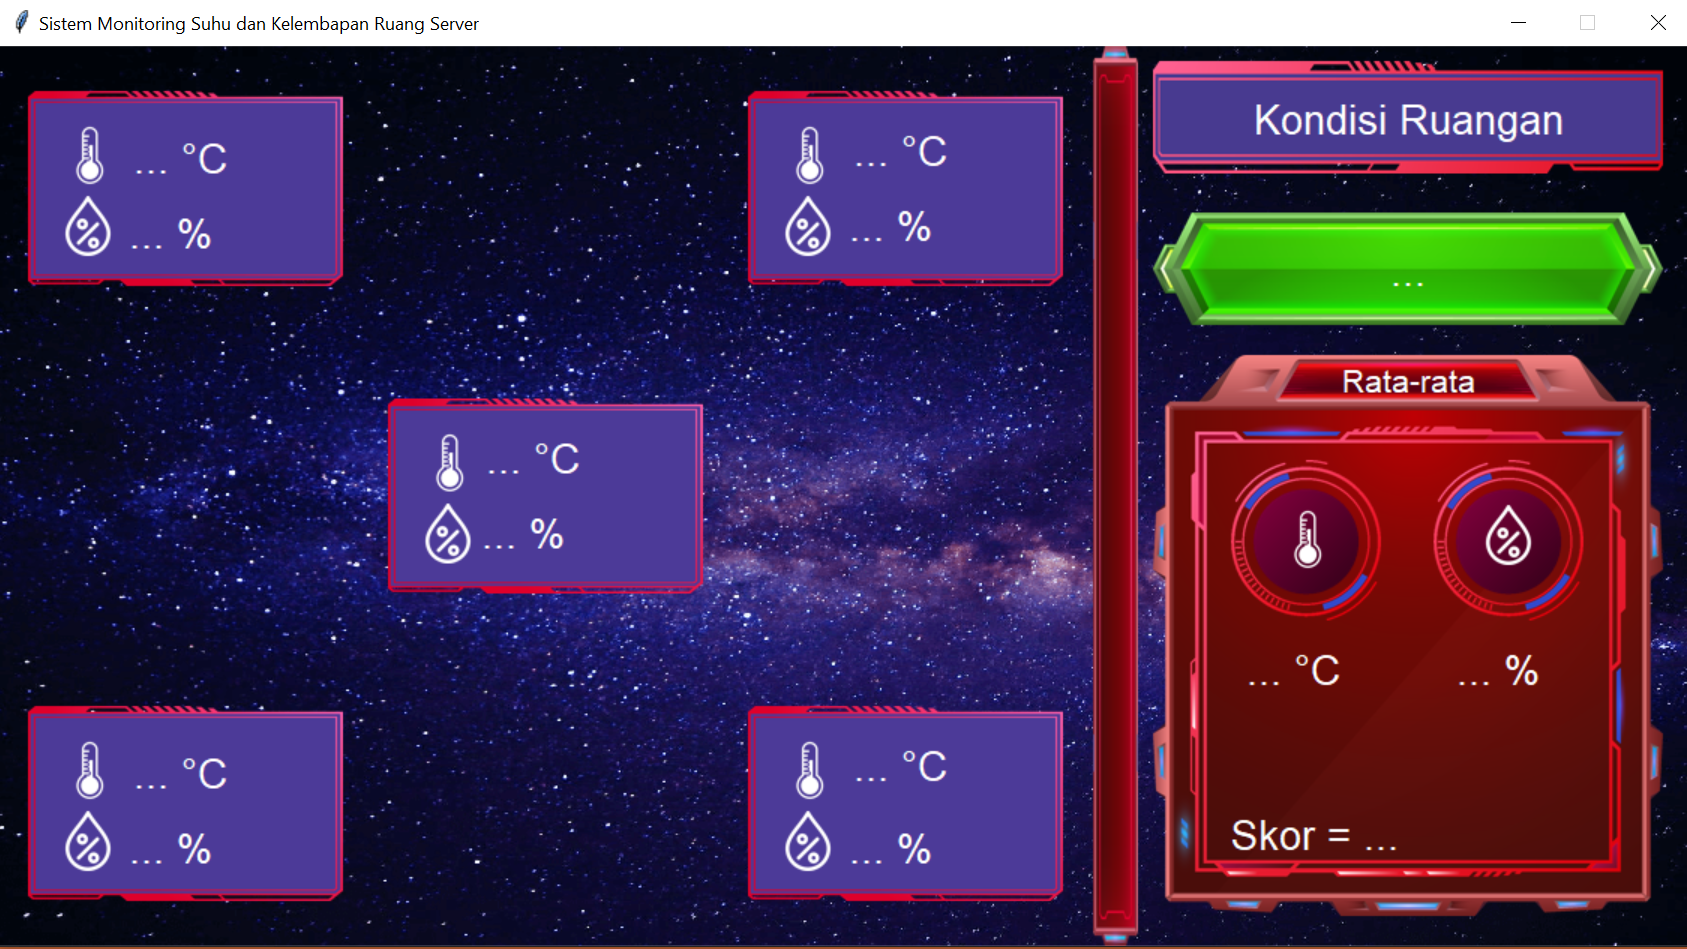 Sistem Monitoring Suhu dan Kelembapan Ruang Server
... °C
... %
... °C
... %
... °C
... %
... °C
... %
... °C
... %
Kondisi Ruangan
...
Rata-rata
... °C
... %
Skor = ...